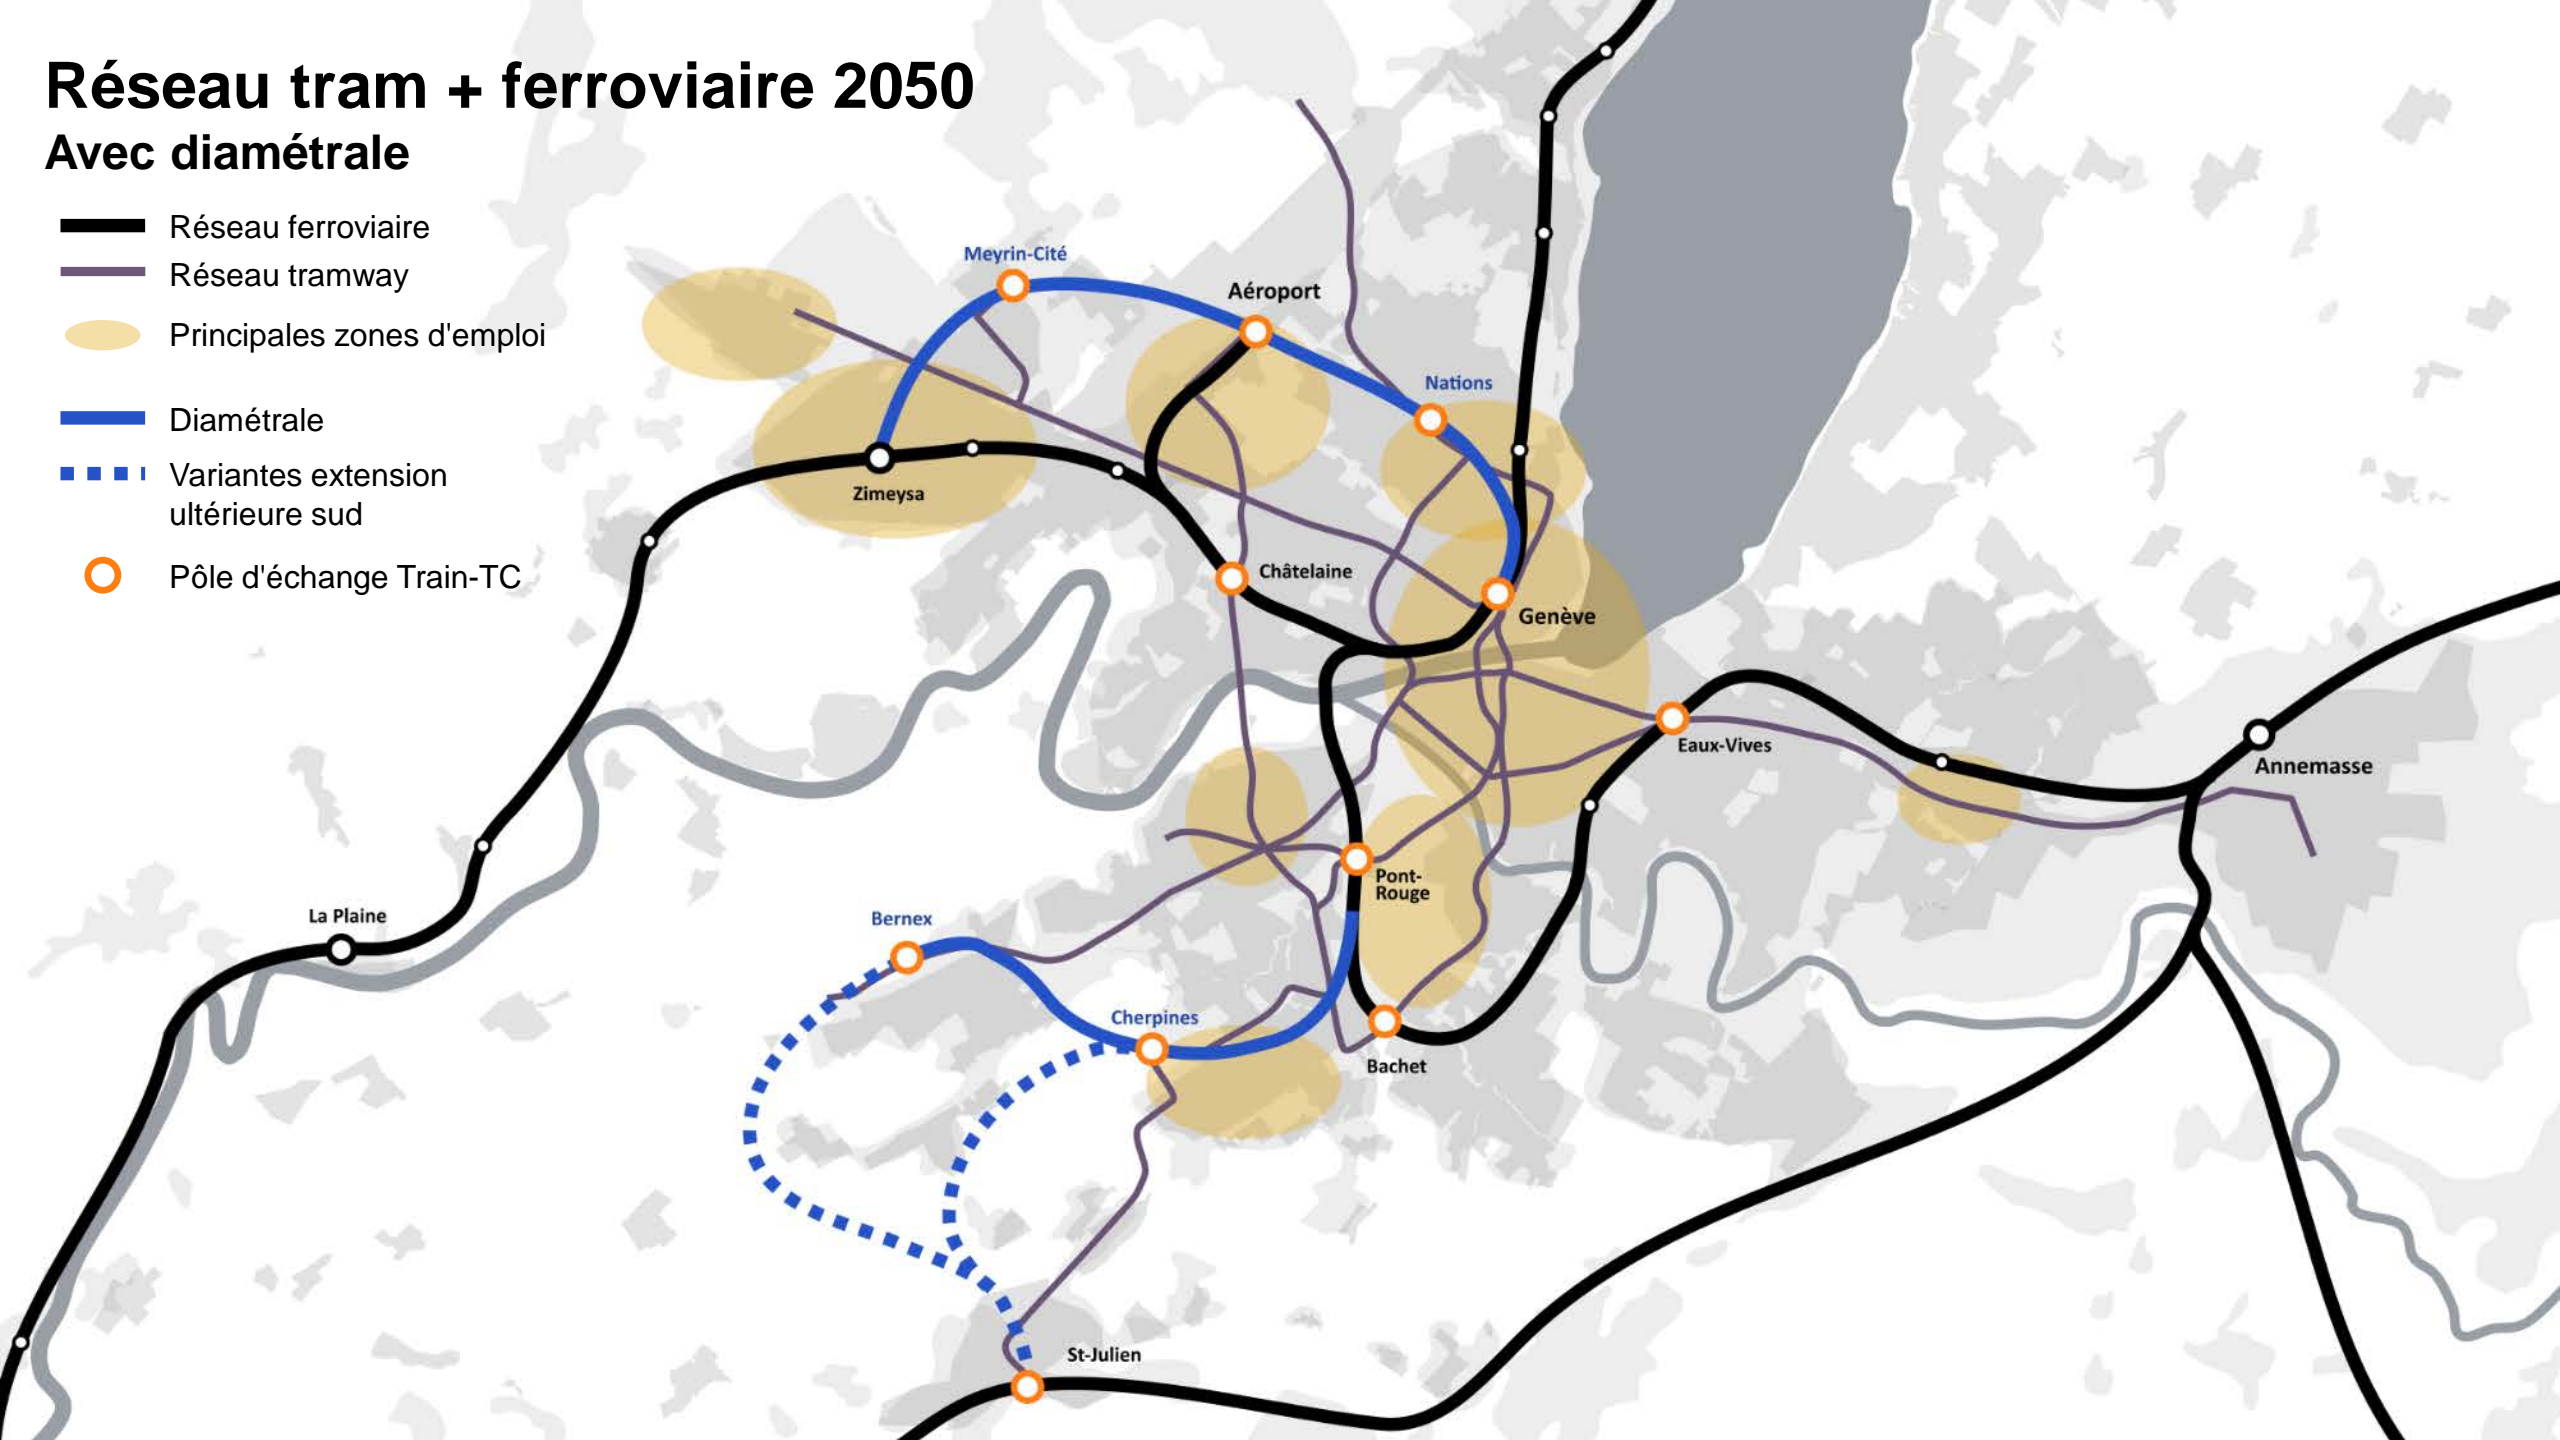 Réseau tram + ferroviaire 2050
Avec diamétrale
Réseau ferroviaire
Réseau tramway
Principales zones d'emploi
Diamétrale
Variantes extension
ultérieure sud
Pôle d'échange Train-TC
Meyrin-Cité
Aéroport
Nations
Zimeysa
Châtelaine
Genève
Eaux-Vives
Annemasse
Pont-
Rouge
La Plaine
Bernex
Cherpines
Bachet
St-Julien